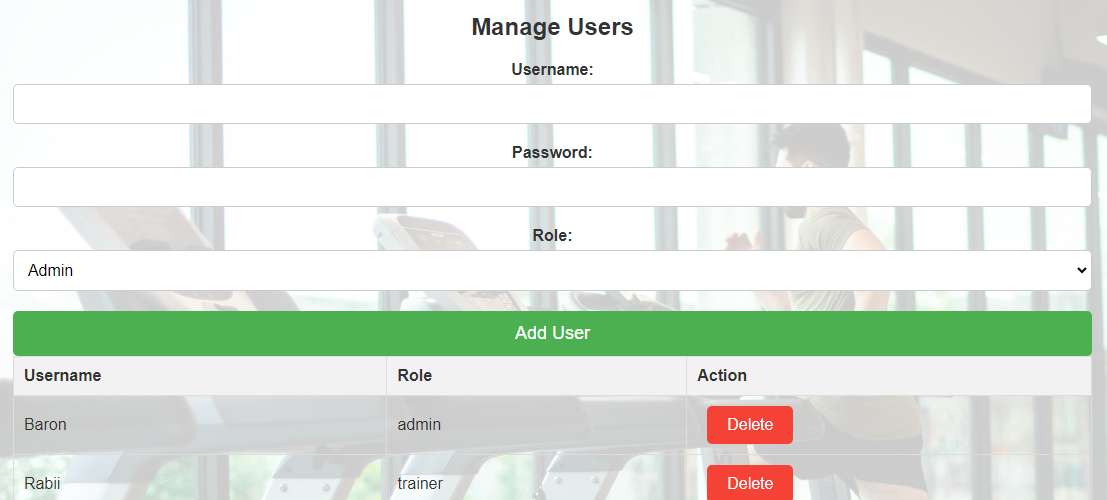 Manage Users
Username:
Password:
Role:
Admin
Add User
Username Role Action
Baron admin Delete
Rabii trainer Delete